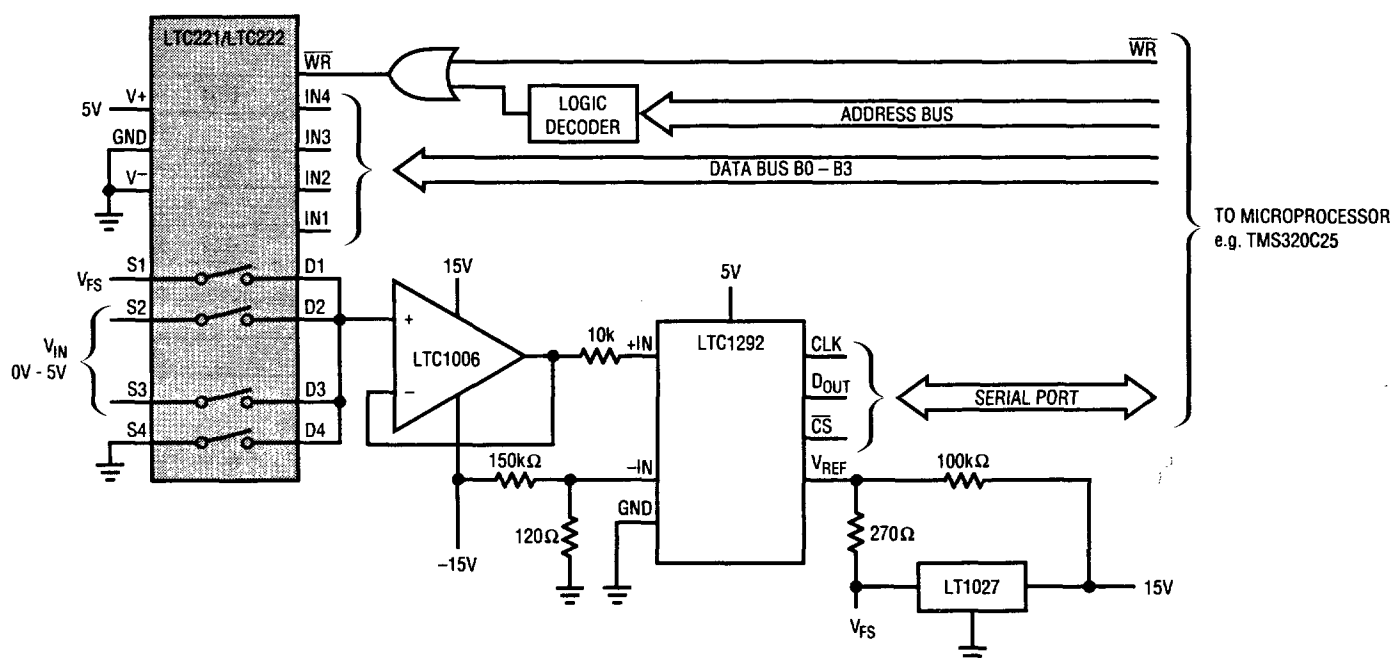 LTC221/LTC222
WR
IN4
IN3
IN2
IN1
V+
5V
GND
V−
S1
VFS
S2
VIN
0V - 5V
S3
S4
D1
D2
D3
D4
WR
LOGIC
DECODER
ADDRESS BUS
DATA BUS B0 – B3
TO MICROPROCESSOR
e.g. TMS320C25
15V
+
LTC1006
−
–15V
10k
5V
+IN
LTC1292
CLK
DOUT
CS
SERIAL PORT
150kΩ
–IN
120Ω
GND
VREF
100kΩ
270Ω
LT1027
15V
VFS